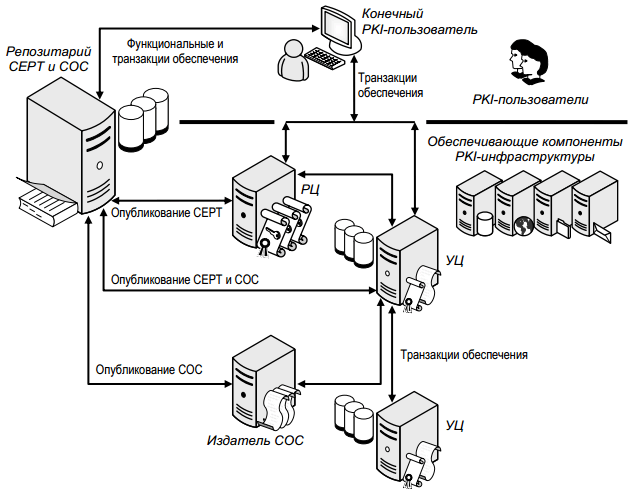 Конечный
PKI-пользователь
Репозитарий
СЕРТ и СОС
Функциональные и
транзакции обеспечения
Транзакции
обеспечения
PKI-пользователи
Обеспечивающие компоненты
PKI-инфраструктуры
РЦ
Опубликование СЕРТ
УЦ
Опубликование СЕРТ и СОС
Транзакции обеспечения
Опубликование СОС
Издатель СОС
УЦ